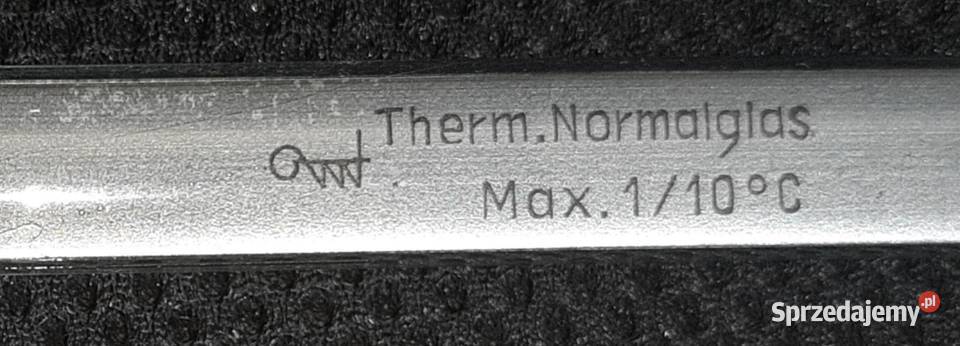 Therm.Normalglas
Max.1/10°C
Sprzedajemy.pl